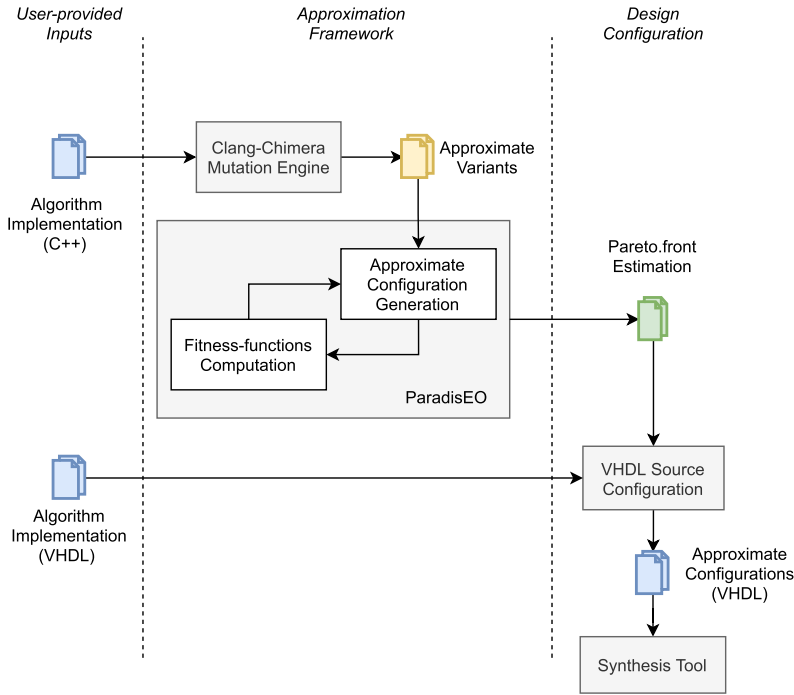 User-provided
Inputs
Approximation
Framework
Design
Configuration
Clang-Chimera
Mutation Engine
Approximate
Variants
Algorithm
Implementation
(C++)
Approximate
Configuration
Generation
Pareto.front
Estimation
Fitness-functions
Computation
ParadisEO
VHDL Source
Configuration
Algorithm
Implementation
(VHDL)
Approximate
Configurations
(VHDL)
Synthesis Tool